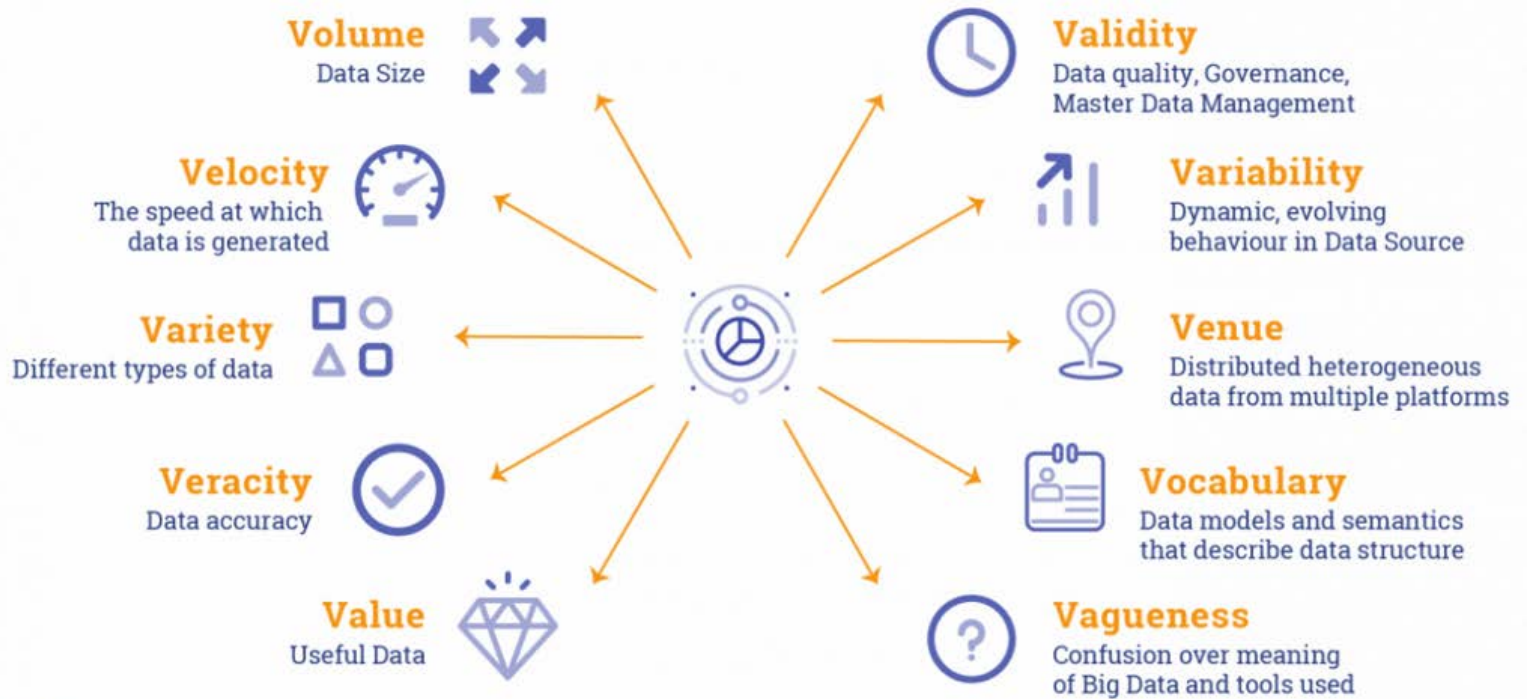 Volume
Data Size
Velocity
The speed at which
data is generated
Variety
Different types of data
Veracity
Data accuracy
Value
Useful Data
Validity
Data quality, Governance,
Master Data Management
Variability
Dynamic, evolving
behaviour in Data Source
Venue
Distributed heterogeneous
data from multiple platforms
Vocabulary
Data models and semantics
that describe data structure
Vagueness
Confusion over meaning
of Big Data and tools used